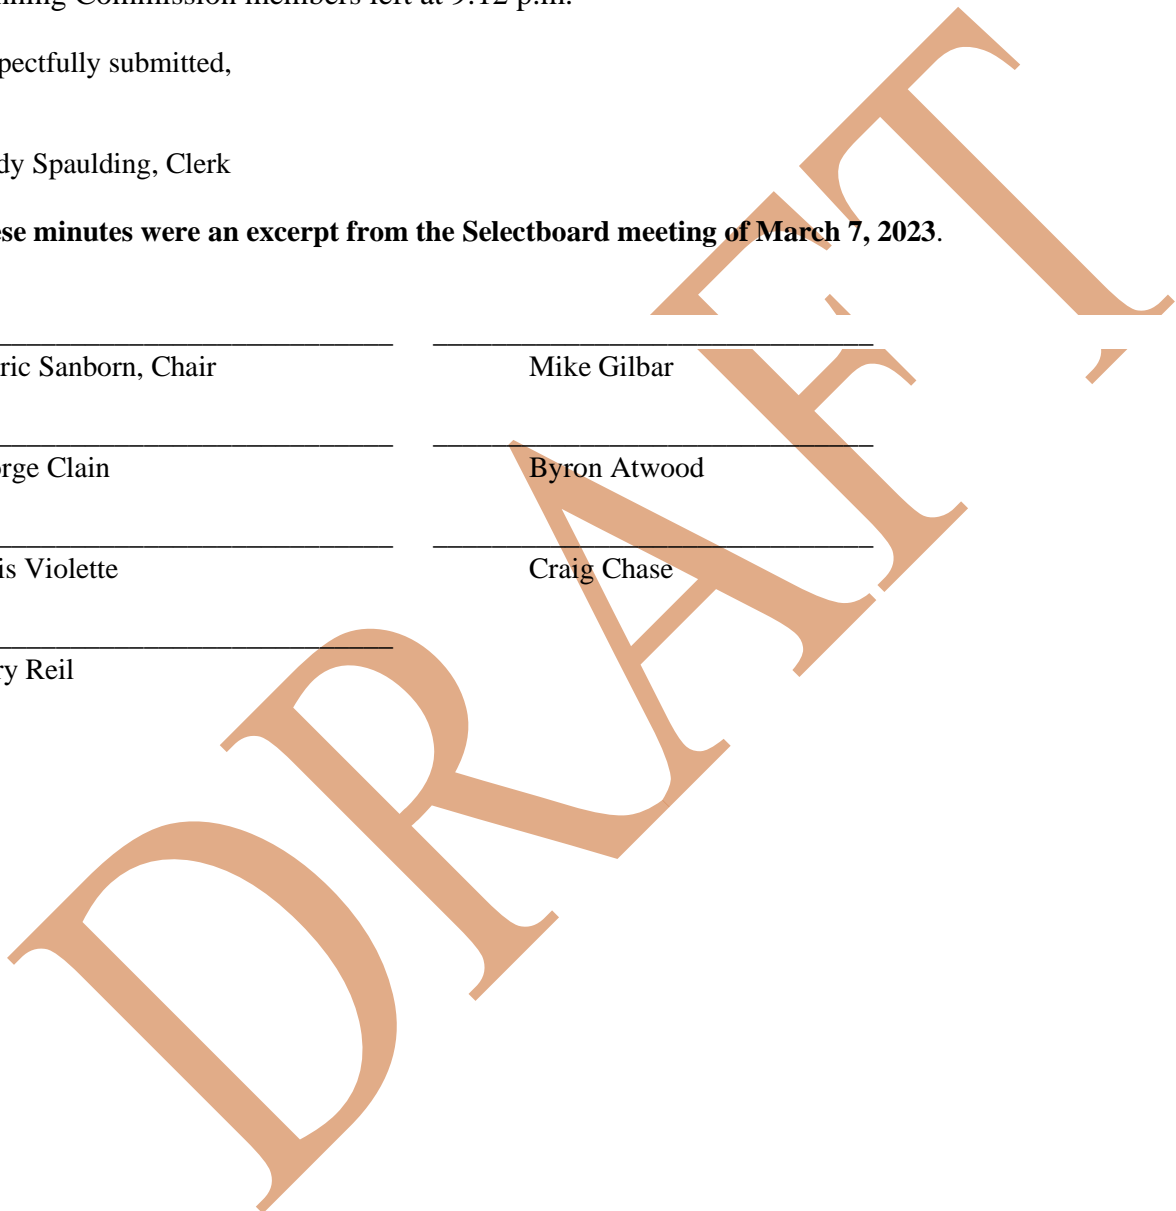 nning Commission members left at 9:12 p.m.
pectfully submitted,
dy Spaulding, Clerk
ese minutes were an excerpt from the Selectboard meeting of March 7, 2023.
ric Sanborn, Chair Mike Gilbar
rge Clain Byron Atwood
is Violette Craig Chase
ry Reil
DRAFT